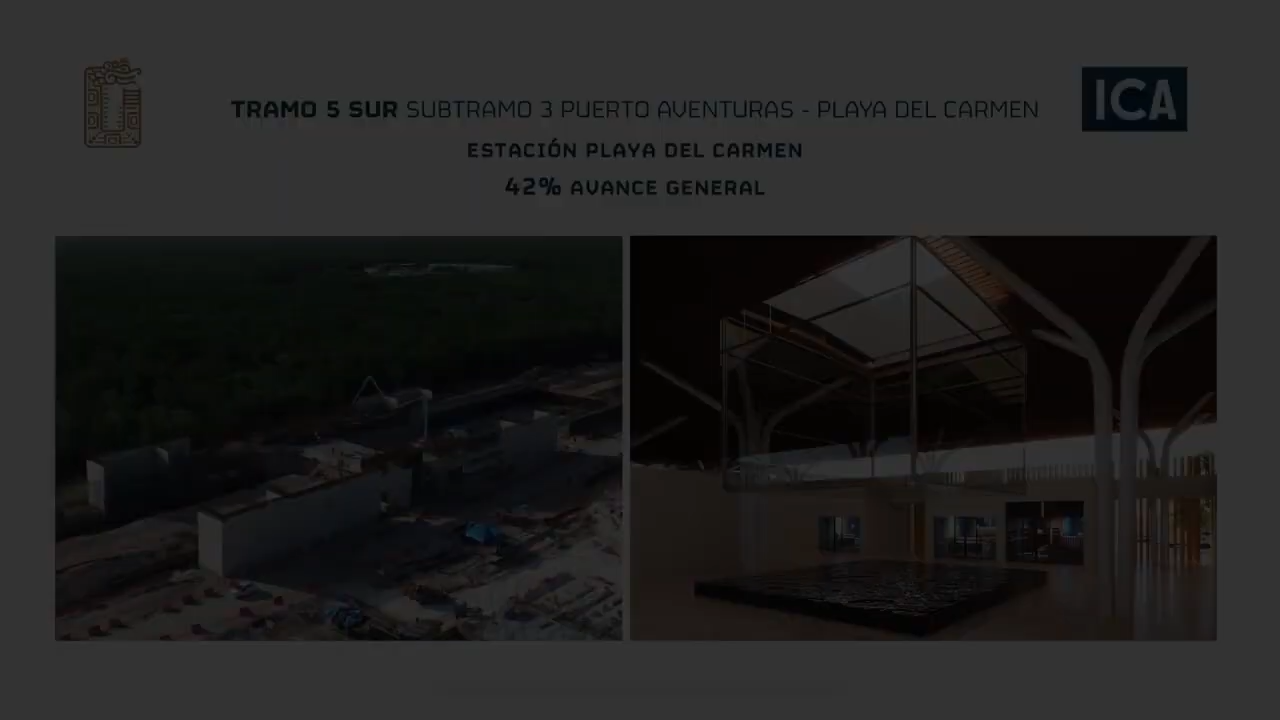 TRAMO 5 SUR SUBTRAMO 3 PUERTO AVENTURAS - PLAYA DEL CARMEN
ICA
ESTACIÓN PLAYA DEL CARMEN
42% AVANCE GENERAL